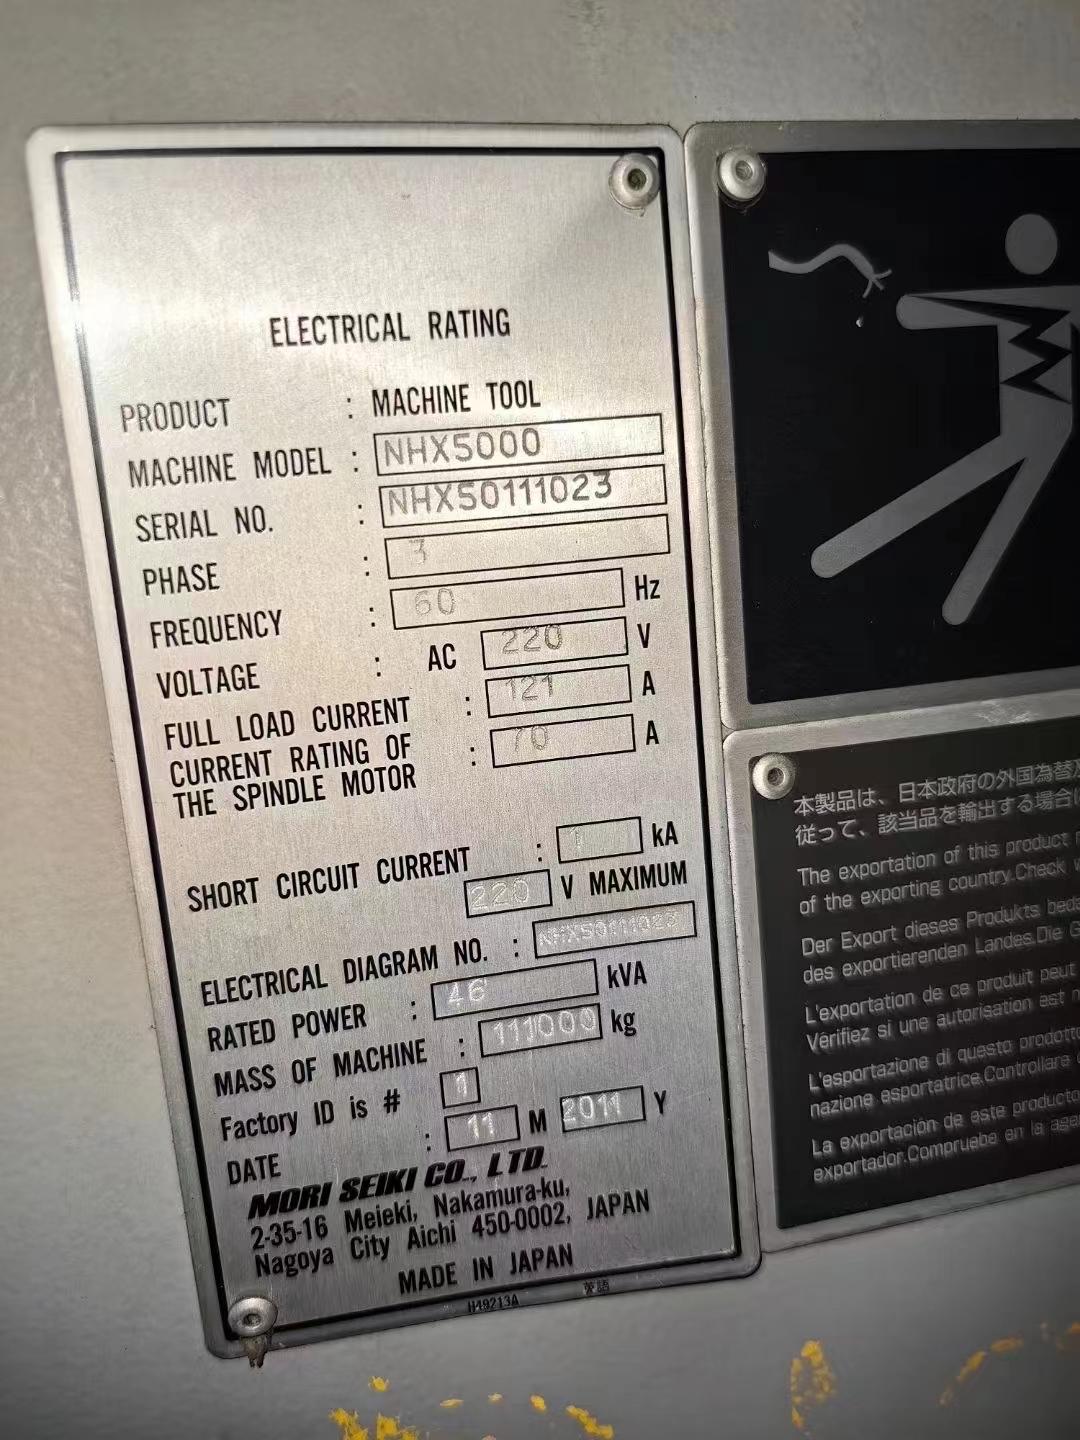 ELECTRICAL RATING
PRODUCT : MACHINE TOOL
MACHINE MODEL : NHX5000
SERIAL NO. : NHX50111023
PHASE : 3
FREQUENCY : 60 Hz
VOLTAGE : AC 220 V
FULL LOAD CURRENT : 121 A
CURRENT RATING OF
THE SPINDLE MOTOR : 70 A
SHORT CIRCUIT CURRENT : kA
220 V MAXIMUM
ELECTRICAL DIAGRAM NO. : NHX50111023
RATED POWER : 46 kVA
MASS OF MACHINE : 111000 kg
Factory ID is # 1
DATE : 11 M 2011 Y
MORI SEIKI CO., LTD.
2-35-16 Meieki, Nakamura-ku,
Nagoya City Aichi 450-0002, JAPAN
MADE IN JAPAN
H49213A 英語
本製品は、日本政府の外国為替及
従って、該当品を輸出する場合
The exportation of this product
of the exporting country.Check
Der Export dieses Produkts
des exportierenden Landes.Die
L'exportation de ce produit peut
Vérifiez si une autorisation est
L'esportazione di questo prodotto
nazione esportatrice.Controllare
La exportación de este producto
exportador.Compruebe en la